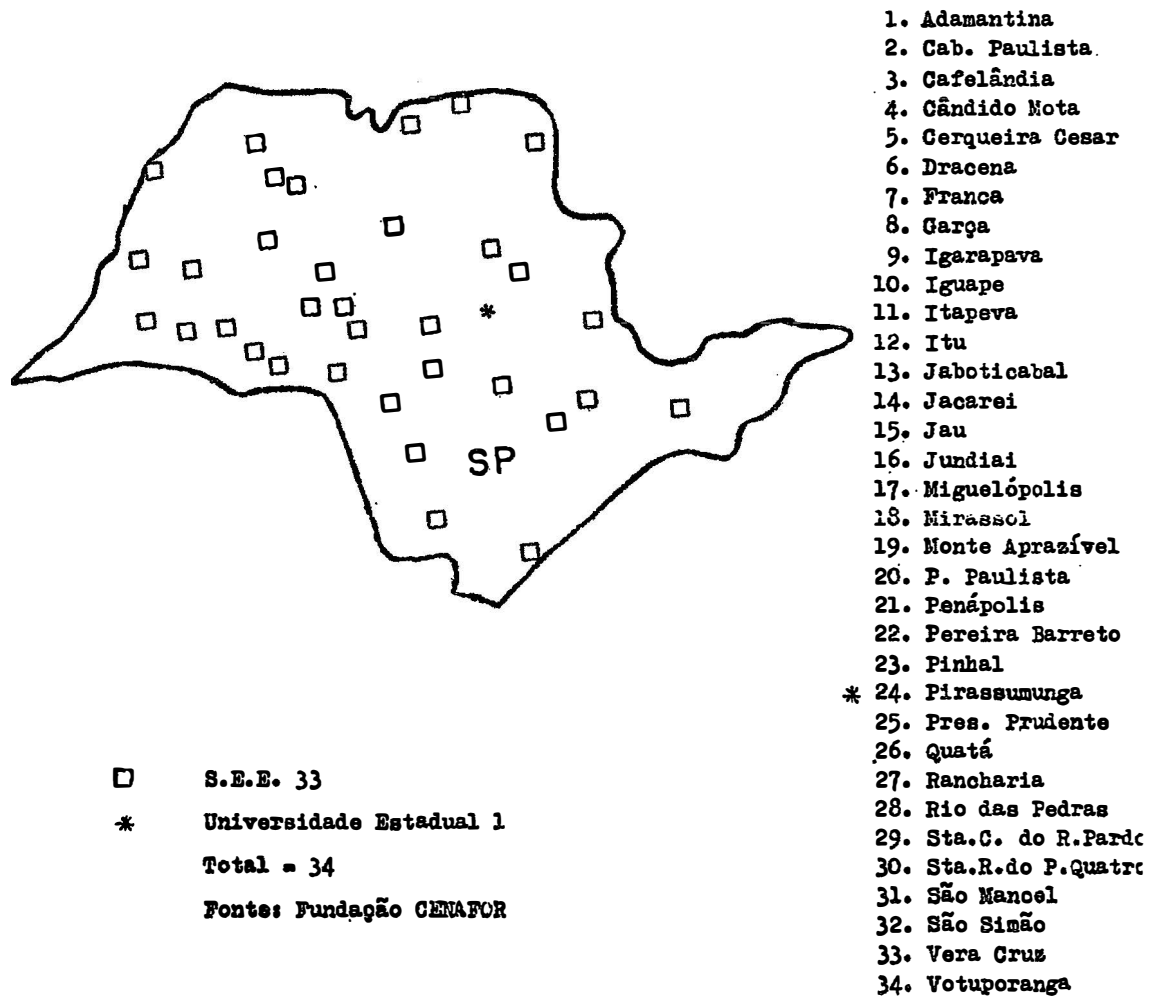 1. Adamantina
2. Cab. Paulista
3. Cafelândia
4. Cândido Mota
5. Cerqueira Cesar
6. Dracena
7. Franca
8. Garça
9. Igarapava
10. Iguape
11. Itapeva
12. Itu
13. Jaboticabal
14. Jacarei
15. Jau
16. Jundiai
17. Miguelópolis
18. Mirassol
19. Monte Aprazível
20. P. Paulista
21. Penápolis
22. Pereira Barreto
23. Pinhal
* 24. Pirassumunga
25. Pres. Prudente
26. Quatá
27. Rancharia
28. Rio das Pedras
29. Sta.C. do R.Pardo
30. Sta.R.do P.Quatro
31. São Manoel
32. São Simão
33. Vera Cruz
34. Votuporanga
SP
S.E.E. 33
* Universidade Estadual 1
Total = 34
Fonte: Fundação CENAFOR